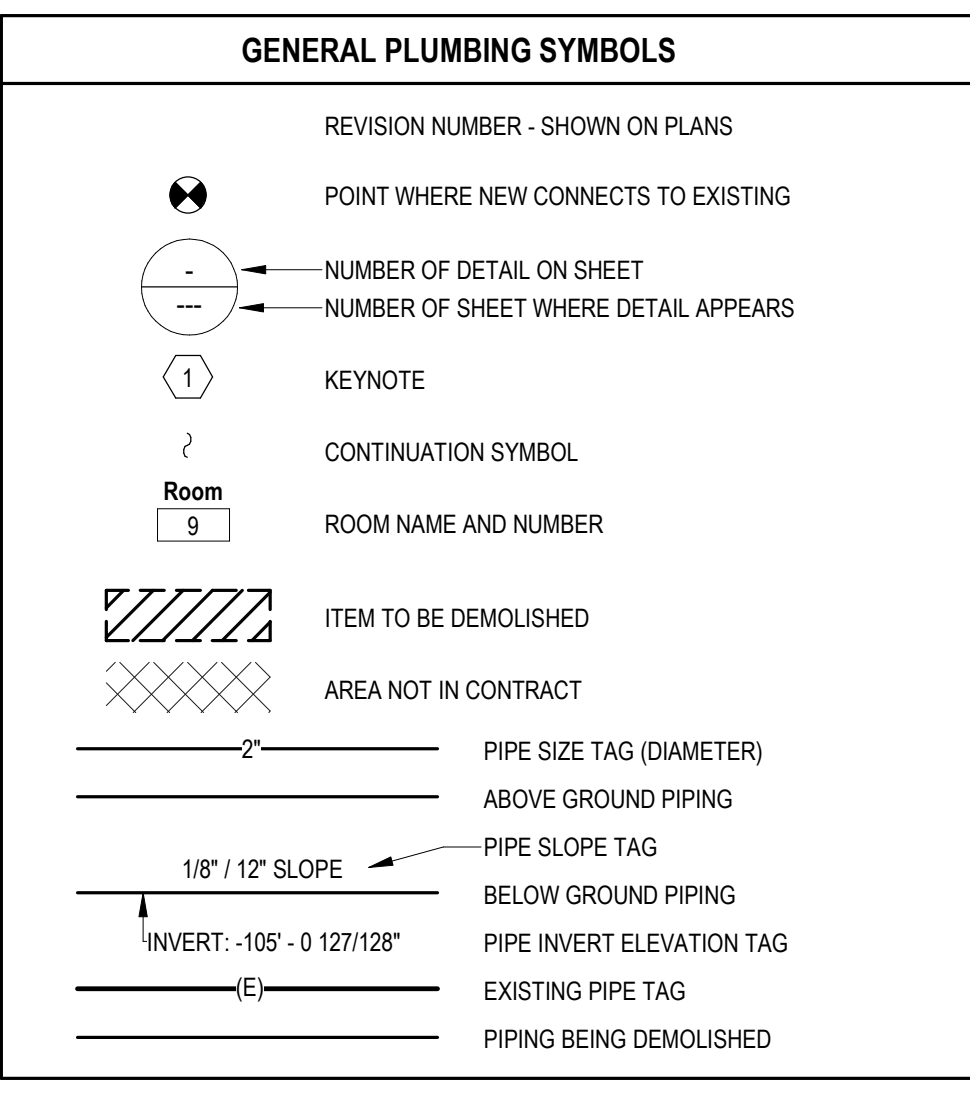 GENERAL PLUMBING SYMBOLS
REVISION NUMBER - SHOWN ON PLANS
POINT WHERE NEW CONNECTS TO EXISTING
- NUMBER OF DETAIL ON SHEET
--- NUMBER OF SHEET WHERE DETAIL APPEARS
1 KEYNOTE
CONTINUATION SYMBOL
Room
9 ROOM NAME AND NUMBER
ITEM TO BE DEMOLISHED
AREA NOT IN CONTRACT
2" PIPE SIZE TAG (DIAMETER)
ABOVE GROUND PIPING
PIPE SLOPE TAG
1/8" / 12" SLOPE
BELOW GROUND PIPING
INVERT: -105' - 0 127/128" PIPE INVERT ELEVATION TAG
(E) EXISTING PIPE TAG
PIPING BEING DEMOLISHED